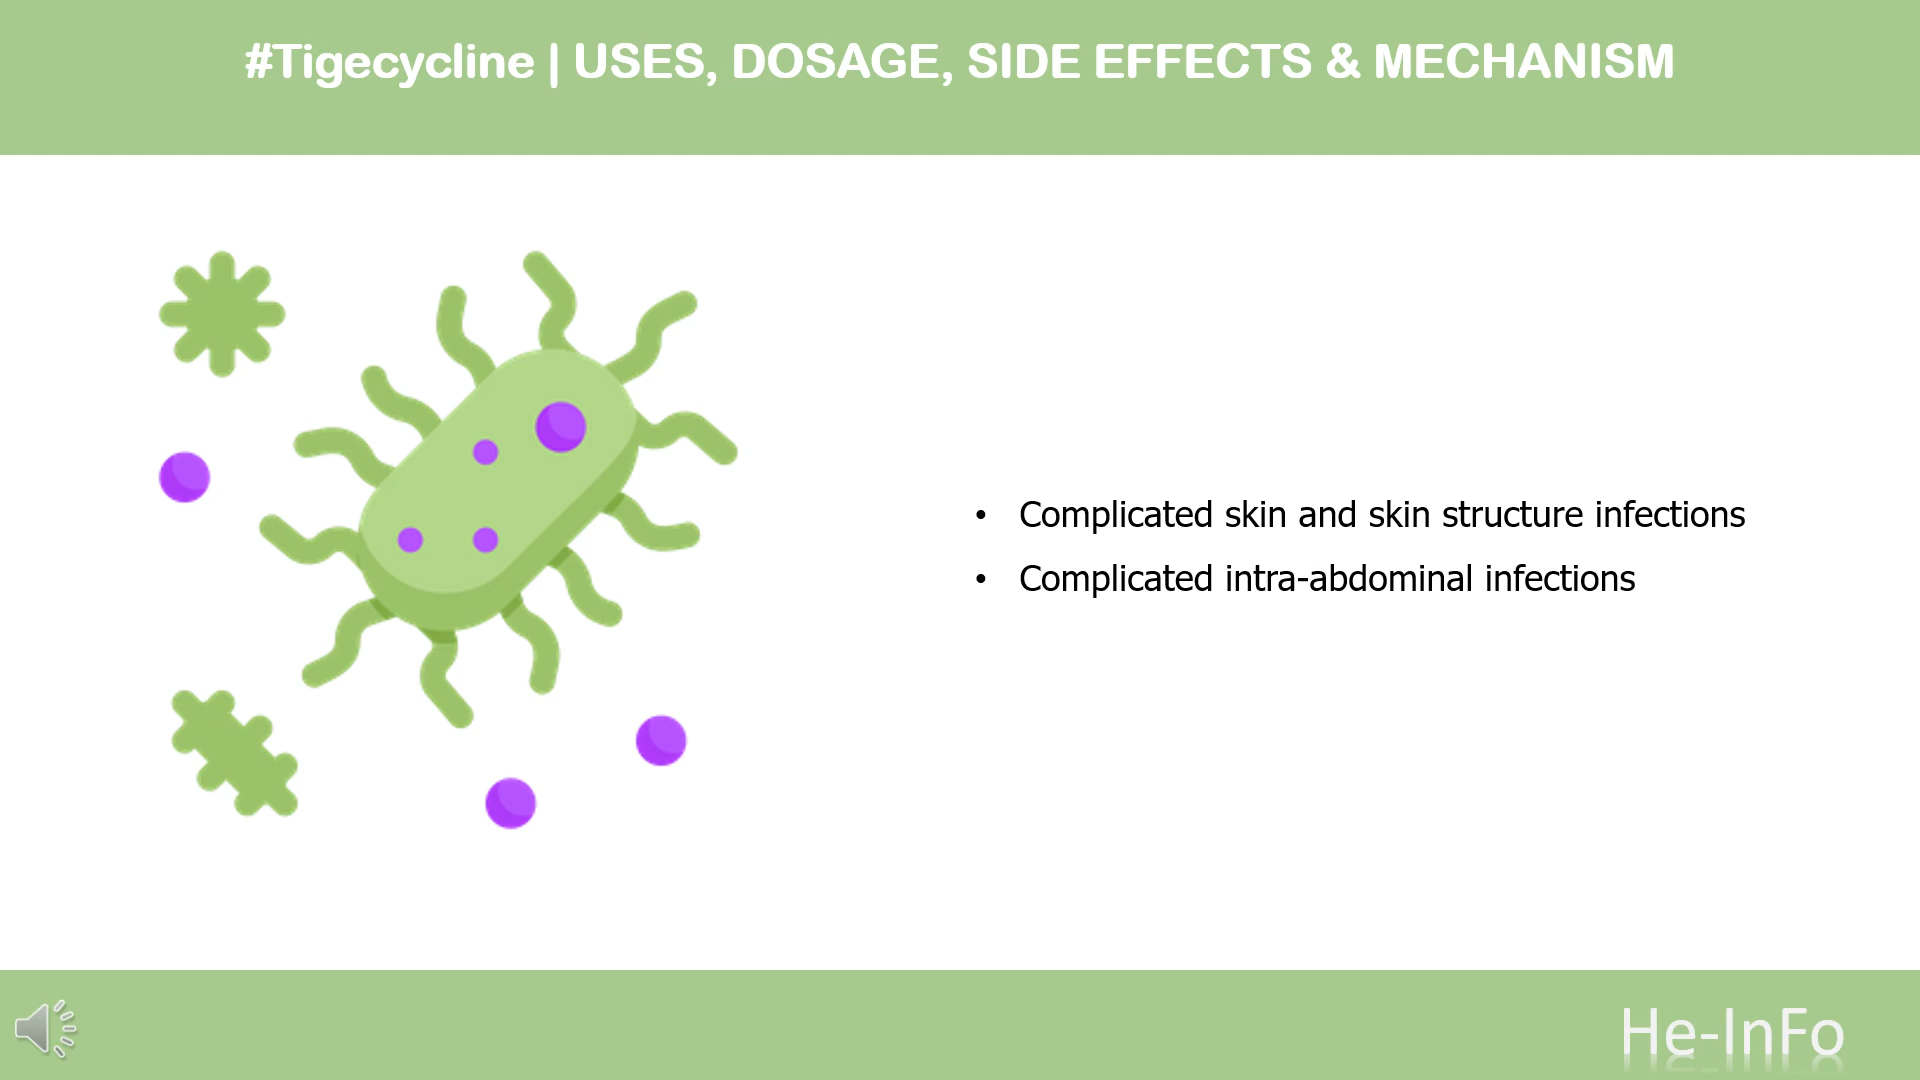 #Tigecycline | USES, DOSAGE, SIDE EFFECTS & MECHANISM
• Complicated skin and skin structure infections
• Complicated intra-abdominal infections
He-InFo